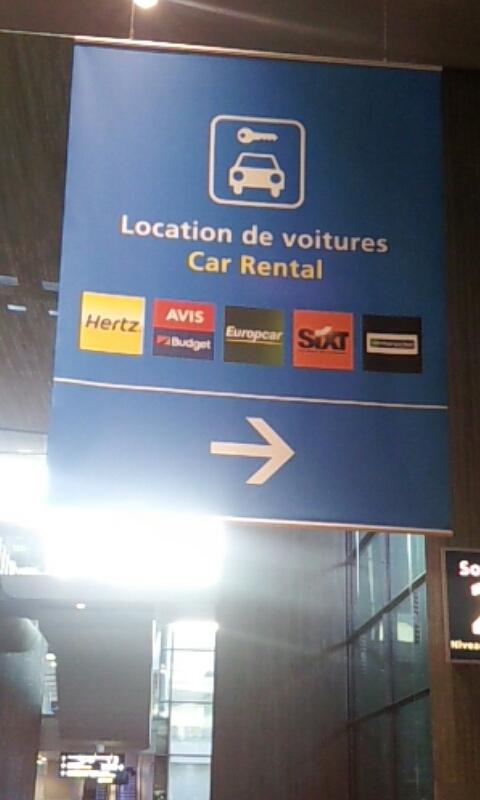 Location de voitures
Car Rental
Hertz
AVIS
Budget
Europcar
SIXT